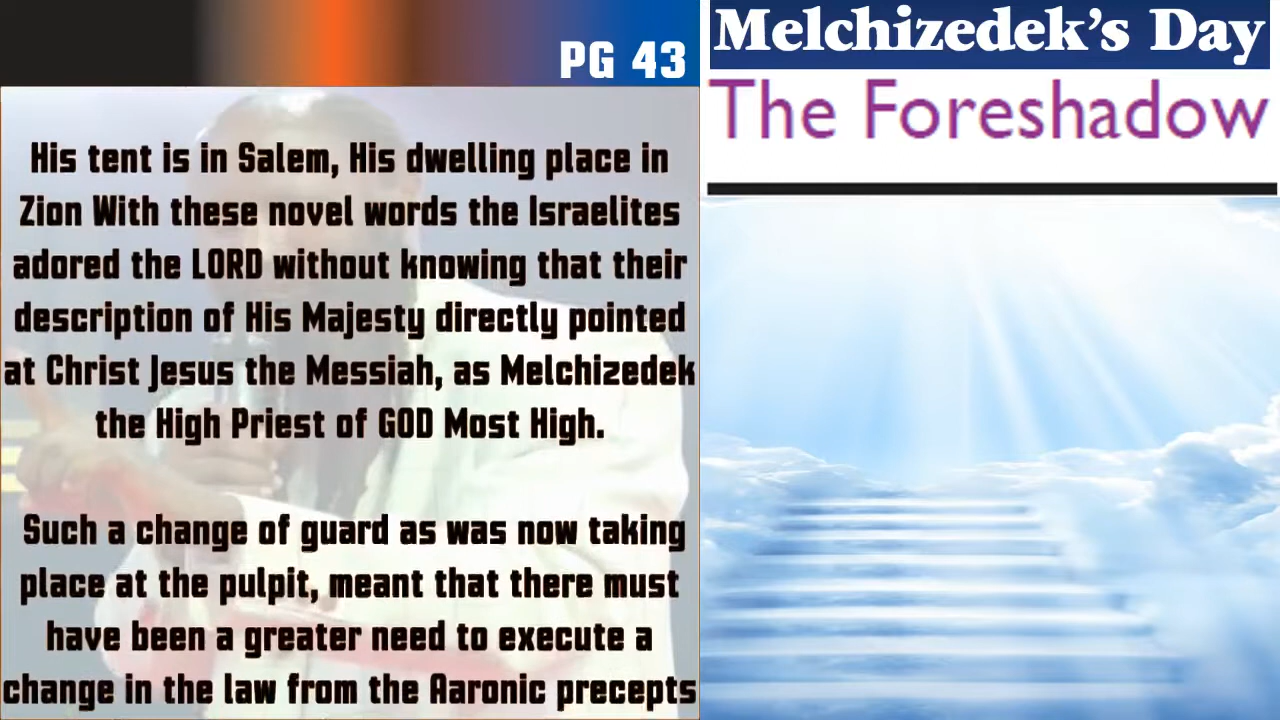 PG 43
His tent is in Salem, His dwelling place in
Zion With these novel words the Israelites
adored the LORD without knowing that their
description of His Majesty directly pointed
at Christ Jesus the Messiah, as Melchizedek
the High Priest of GOD Most High.
Such a change of guard as was now taking
place at the pulpit, meant that there must
have been a greater need to execute a
change in the law from the Aaronic precepts
Melchizedek's Day
The Foreshadow